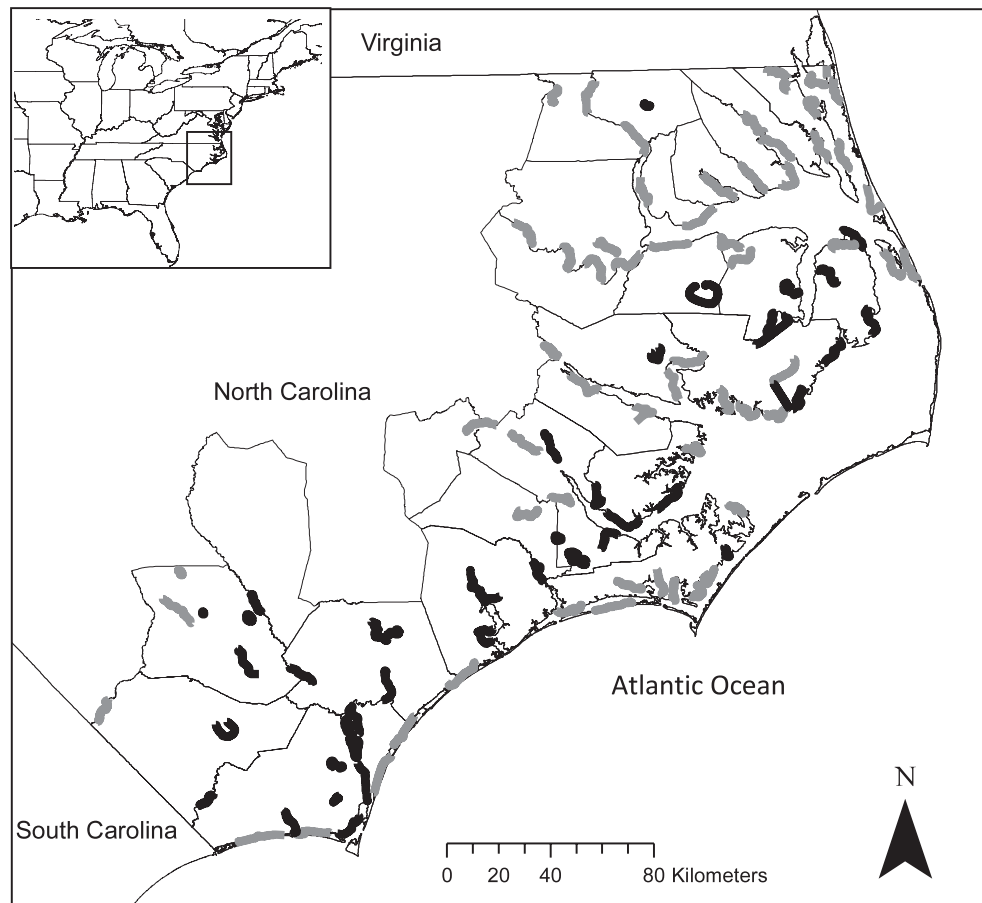 Virginia
North Carolina
Atlantic Ocean
South Carolina
N
0 20 40 80 Kilometers